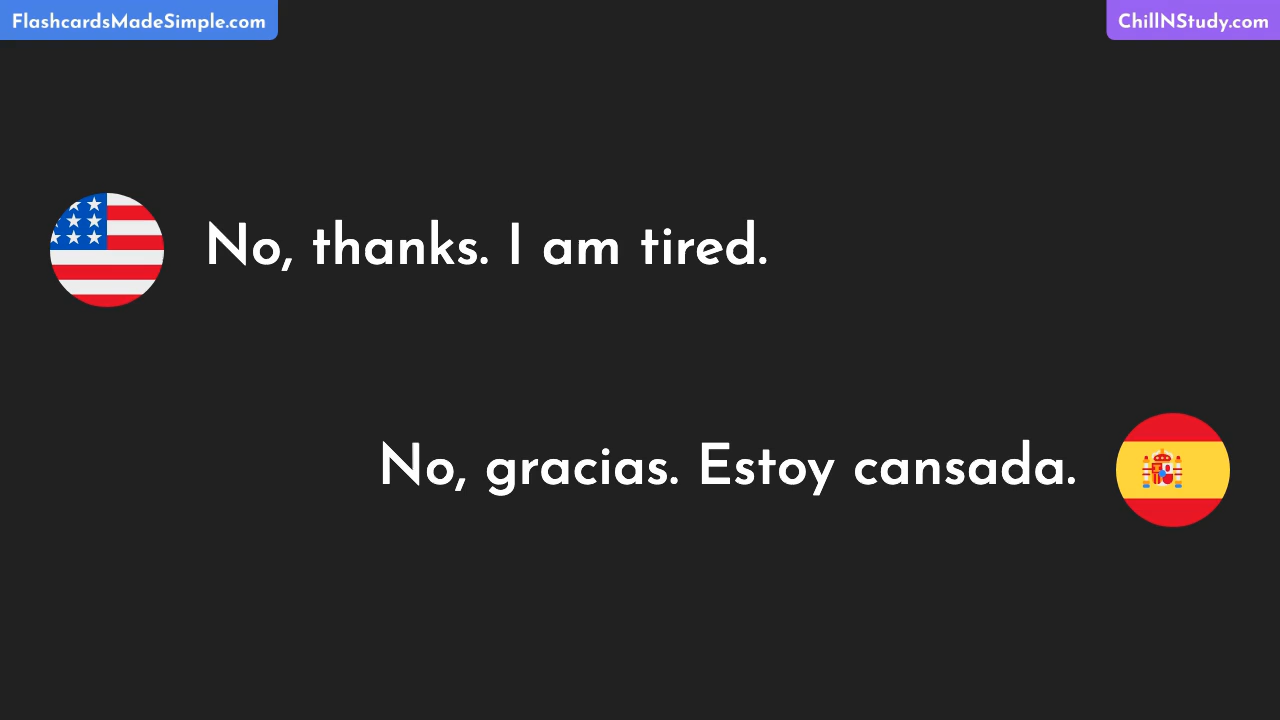 FlashcardsMadeSimple.com
ChillNStudy.com
No, thanks. I am tired.
No, gracias. Estoy cansada.